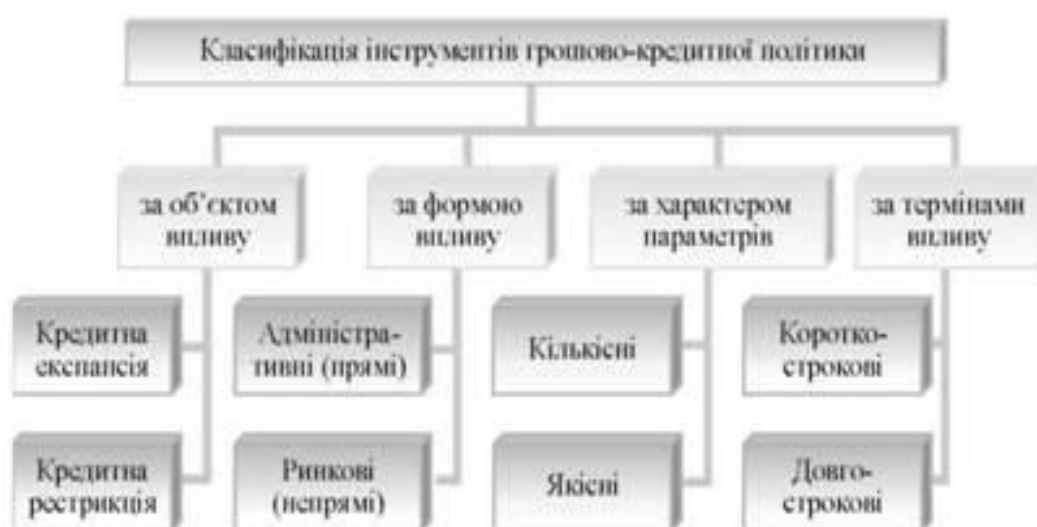 Класифікація інструментів грошово-кредитної політики
за об’єктом
впливу
за формою
впливу
за характером
параметрів
за термінами
впливу
Кредитна
експансія
Адміністра-
тивні (прямі)
Кількісні
Коротко-
строкові
Кредитна
рестрикція
Ринкові
(непрямі)
Якісні
Довго-
строкові